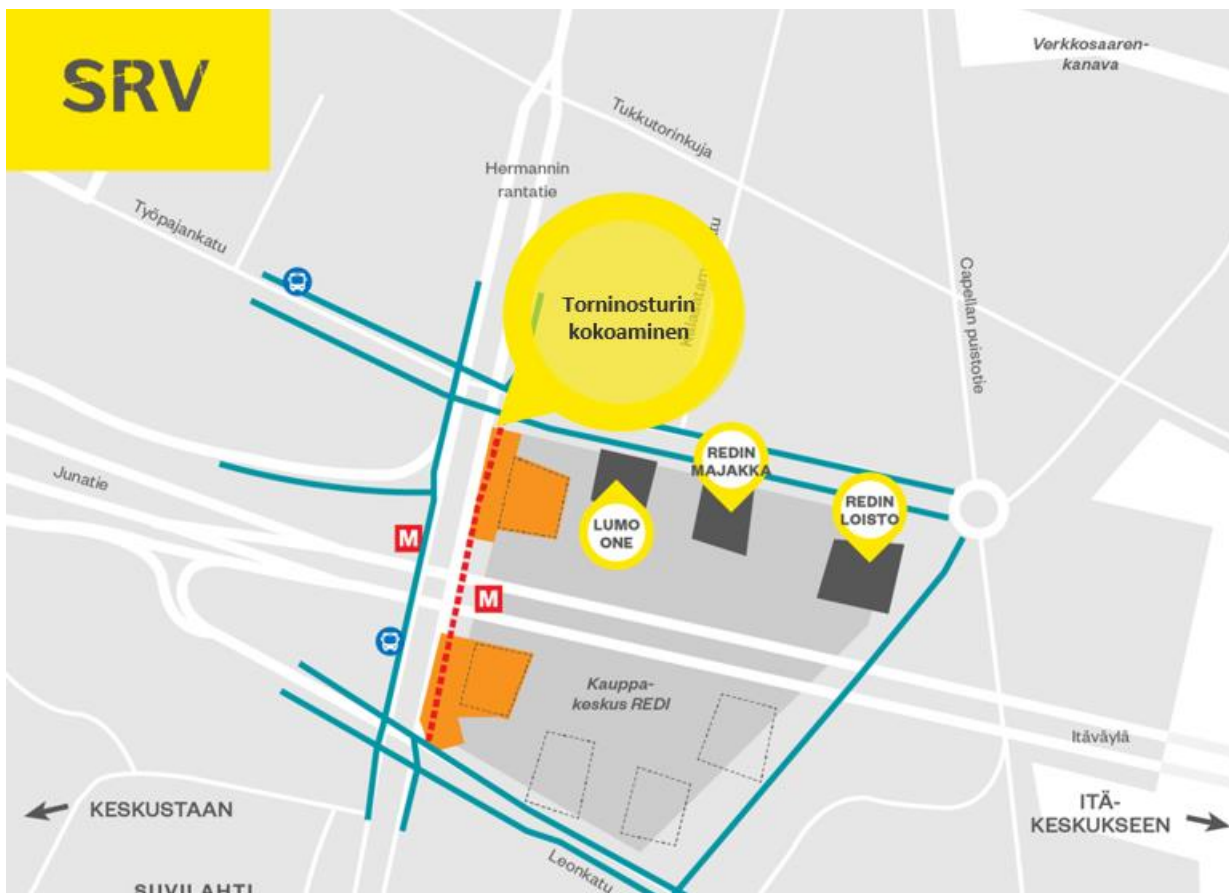 SRV
Verkkosaaren-
kanava
Tukkutorinkuja
Hermannin
rantatie
Työpajankatu
Capellan puistotie
Torninosturin
kokoaminen
REDIN
MAJAKKA
REDIN
LOISTO
LUMO
ONE
Junatie
M
M
Kauppa-
keskus REDI
Itäväylä
KESKUSTAAN
ITÄ-
KESKUKSEEN
Leonkatu
SUVILAHTI